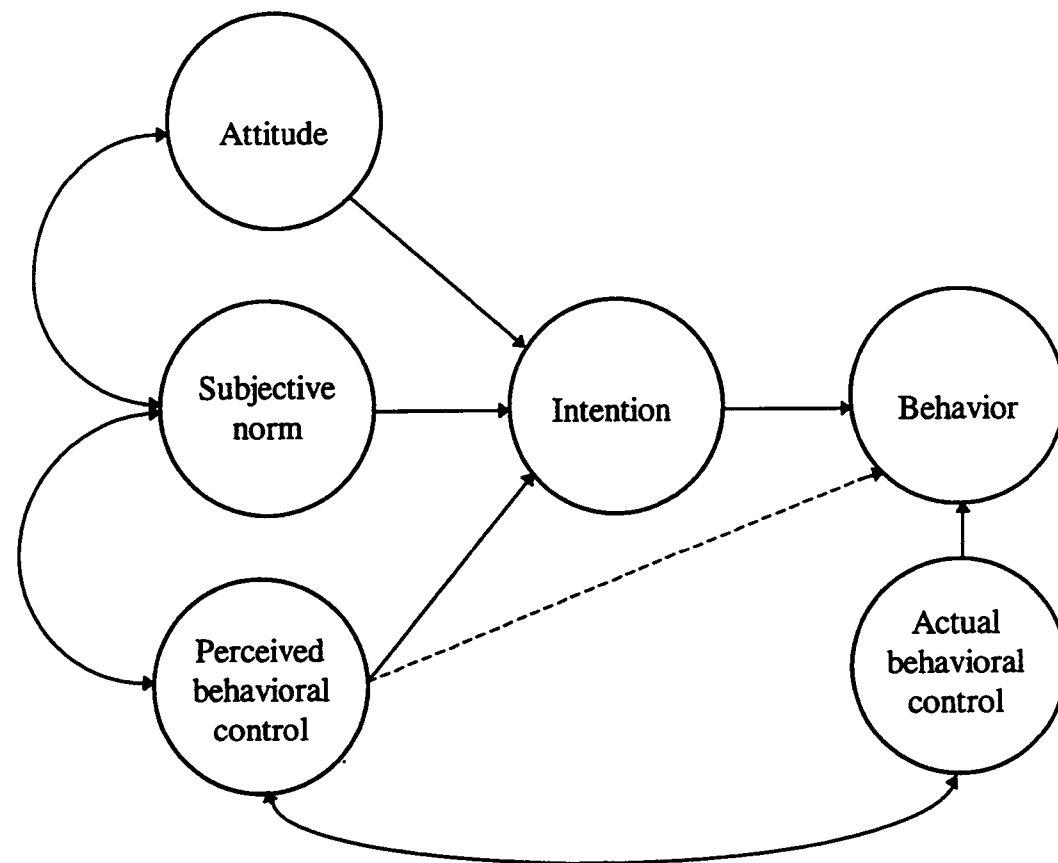 Attitude
Subjective
norm
Intention
Behavior
Perceived
behavioral
control
Actual
behavioral
control